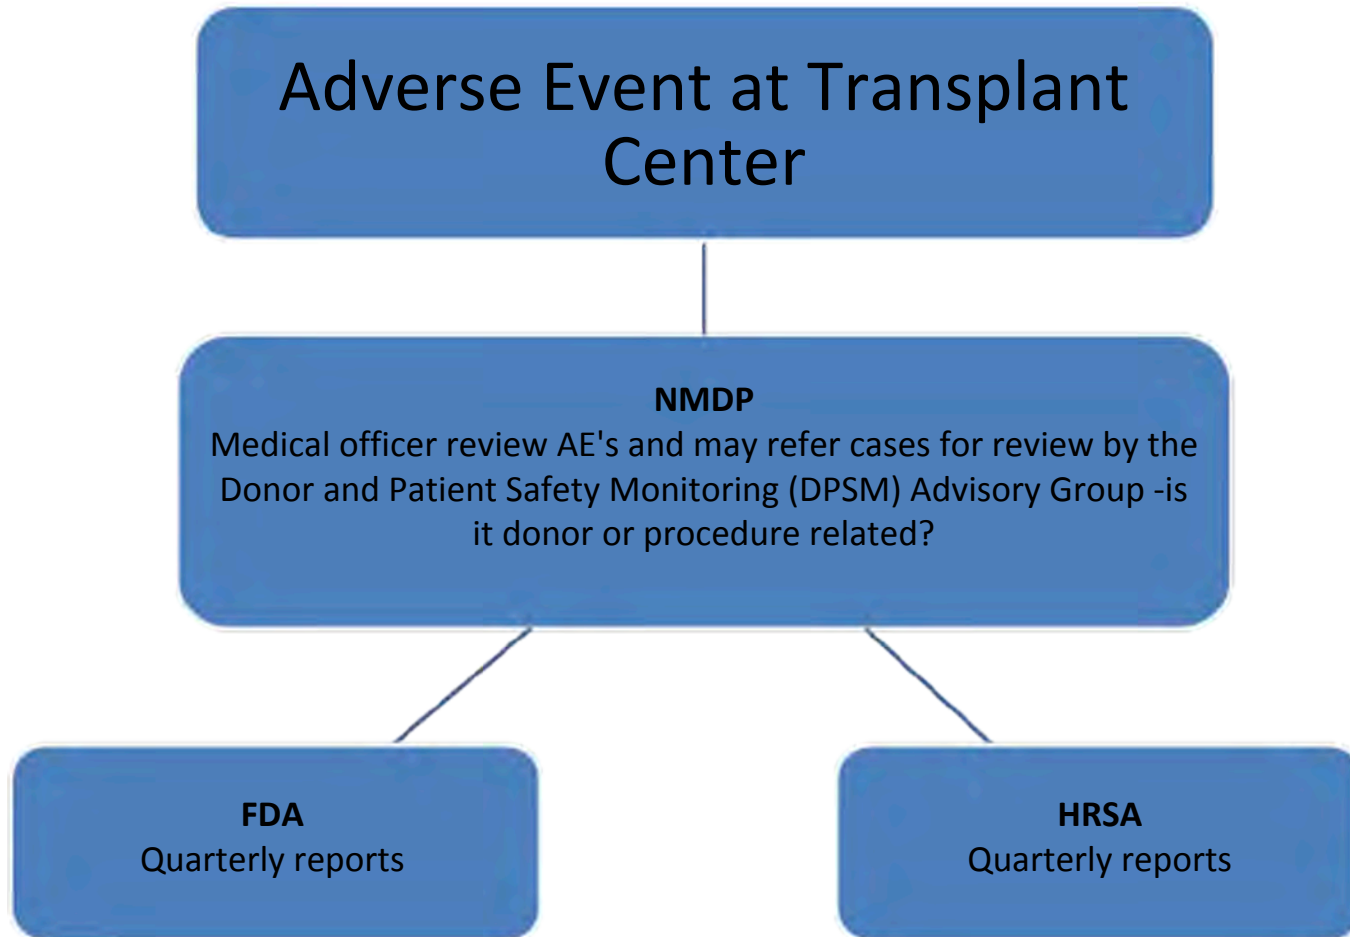 Adverse Event at Transplant
Center
NMDP
Medical officer review AE's and may refer cases for review by the
Donor and Patient Safety Monitoring (DPSM) Advisory Group -is
it donor or procedure related?
FDA
Quarterly reports
HRSA
Quarterly reports